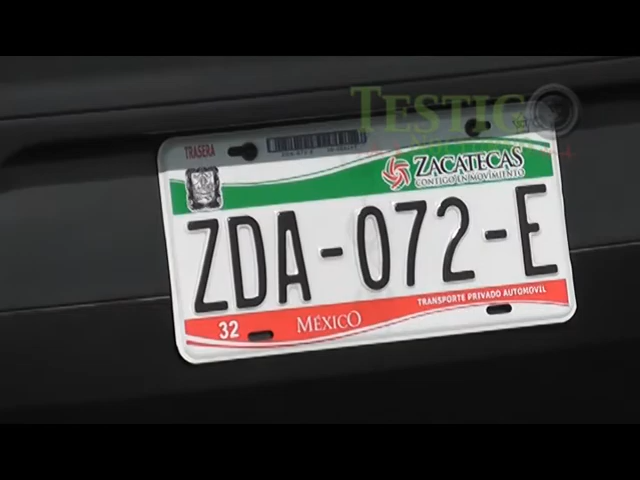 TESTIGO
TRASERA
ZACATECAS
CONTIGO EN MOVIMIENTO
ZDA-072-E
TRANSPORTE PRIVADO AUTOMOVIL
32 MÉXICO